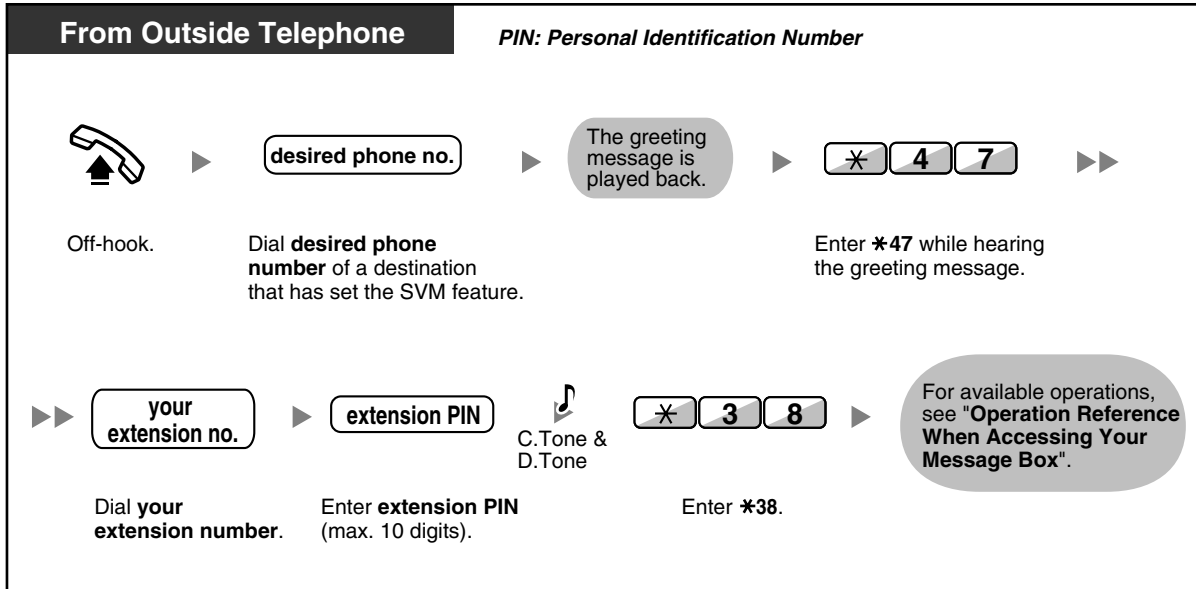 From Outside Telephone
PIN: Personal Identification Number
desired phone no.
The greeting
message is
played back.
* 4 7
Off-hook.
Dial desired phone
number of a destination
that has set the SVM feature.
Enter *47 while hearing
the greeting message.
your
extension no.
extension PIN
C.Tone &
D.Tone
* 3 8
For available operations,
see "Operation Reference
When Accessing Your
Message Box".
Dial your
extension number.
Enter extension PIN
(max. 10 digits).
Enter *38.